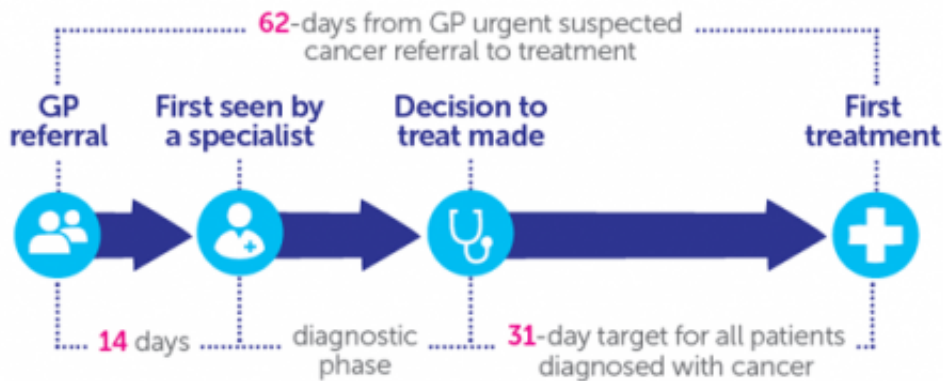 62-days from GP urgent suspected
cancer referral to treatment
GP
referral
First seen by
a specialist
Decision to
treat made
First
treatment
14 days
diagnostic
phase
31-day target for all patients
diagnosed with cancer